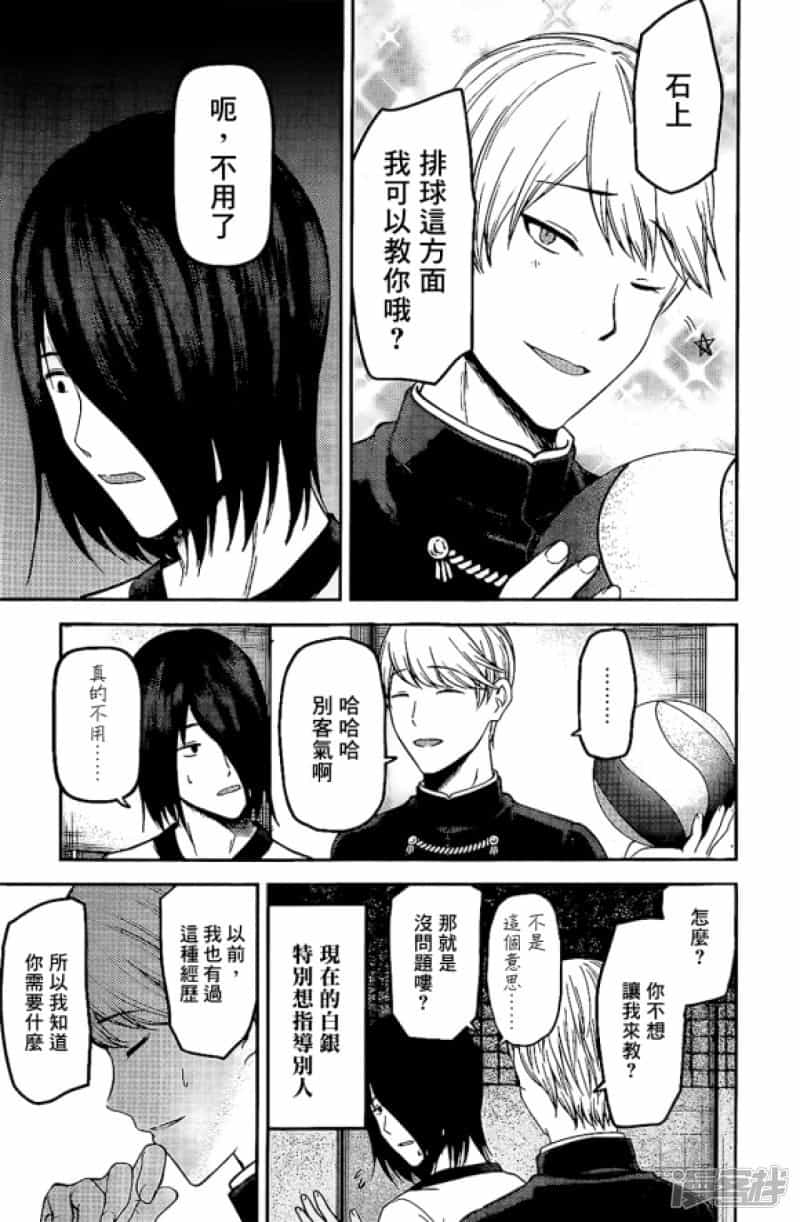 石上
排球這方面
我可以教你哦？
呃，不用了
………
哈哈哈
別客氣啊
真的不用……
怎麼？
你不想
讓我來教？
不是
這個意思……
那就是
沒問題嘍？
現在的白銀
特別想指導別人
以前，
我也有過
這種經歷
所以我知道
你需要什麼
漫客栈